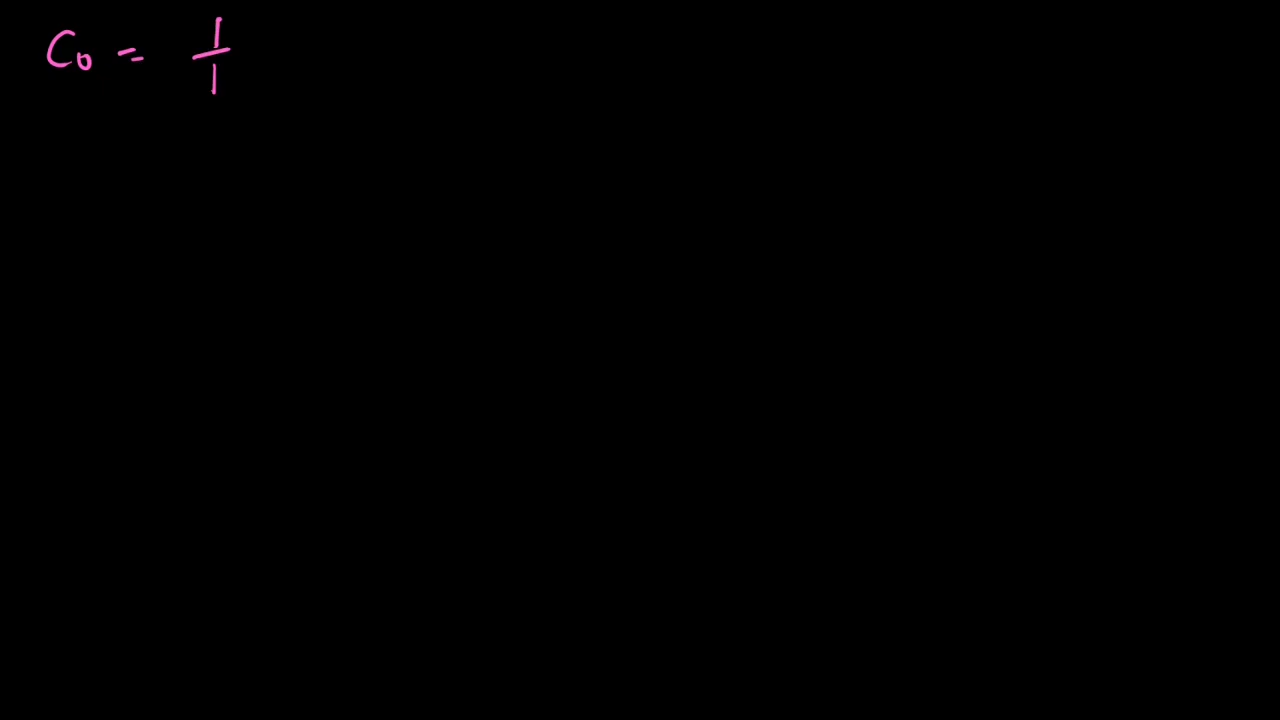 C₀ = 1/1